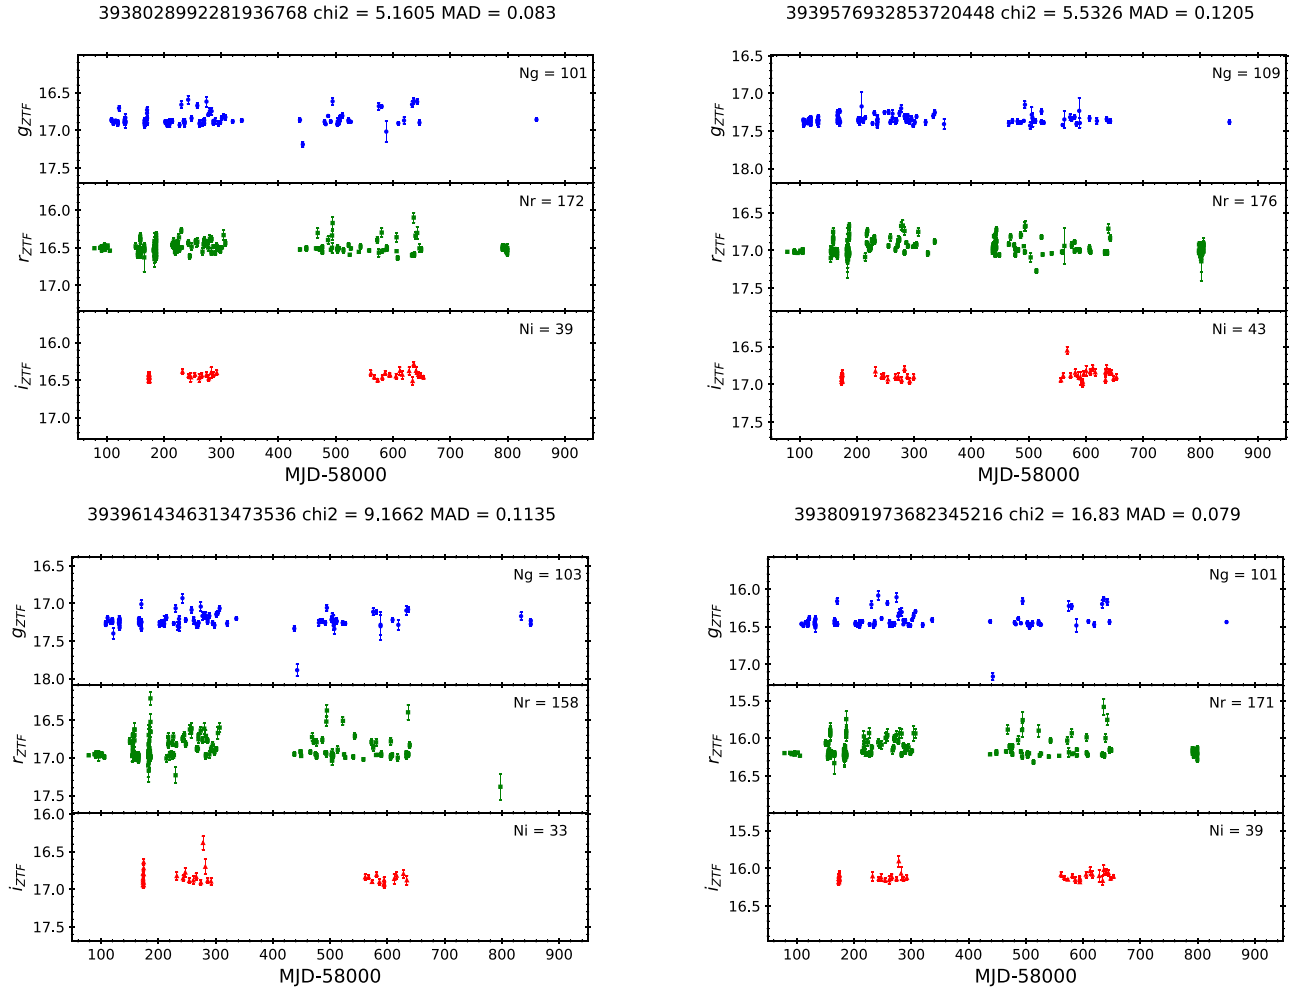 3938028992281936768 chi2 = 5.1605 MAD = 0.083
Ng = 101
16.5
17.0
17.5
g_ZTF
Nr = 172
16.0
16.5
17.0
r_ZTF
Ni = 39
16.0
16.5
17.0
i_ZTF
100 200 300 400 500 600 700 800 900
MJD-58000
3939576932853720448 chi2 = 5.5326 MAD = 0.1205
Ng = 109
16.5
17.0
17.5
18.0
g_ZTF
Nr = 176
16.5
17.0
17.5
r_ZTF
Ni = 43
16.5
17.0
17.5
i_ZTF
100 200 300 400 500 600 700 800 900
MJD-58000
3939614346313473536 chi2 = 9.1662 MAD = 0.1135
Ng = 103
16.5
17.0
17.5
18.0
g_ZTF
Nr = 158
16.5
17.0
17.5
r_ZTF
Ni = 33
16.0
16.5
17.0
17.5
i_ZTF
100 200 300 400 500 600 700 800 900
MJD-58000
3938091973682345216 chi2 = 16.83 MAD = 0.079
Ng = 101
16.0
16.5
17.0
g_ZTF
Nr = 171
15.5
16.0
16.5
r_ZTF
Ni = 39
15.5
16.0
16.5
i_ZTF
100 200 300 400 500 600 700 800 900
MJD-58000